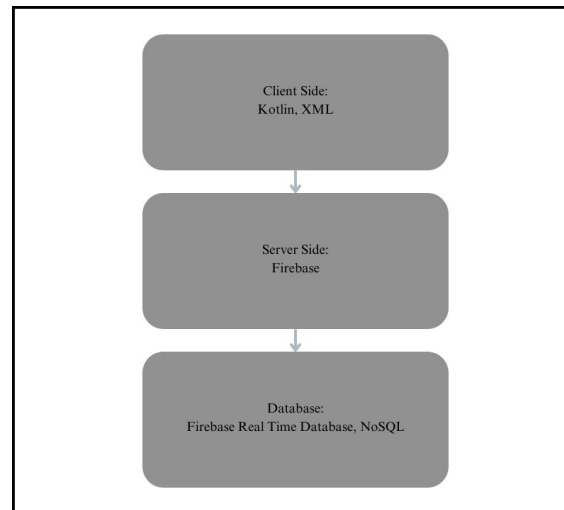 Client Side:
Kotlin, XML
Server Side:
Firebase
Database:
Firebase Real Time Database, NoSQL